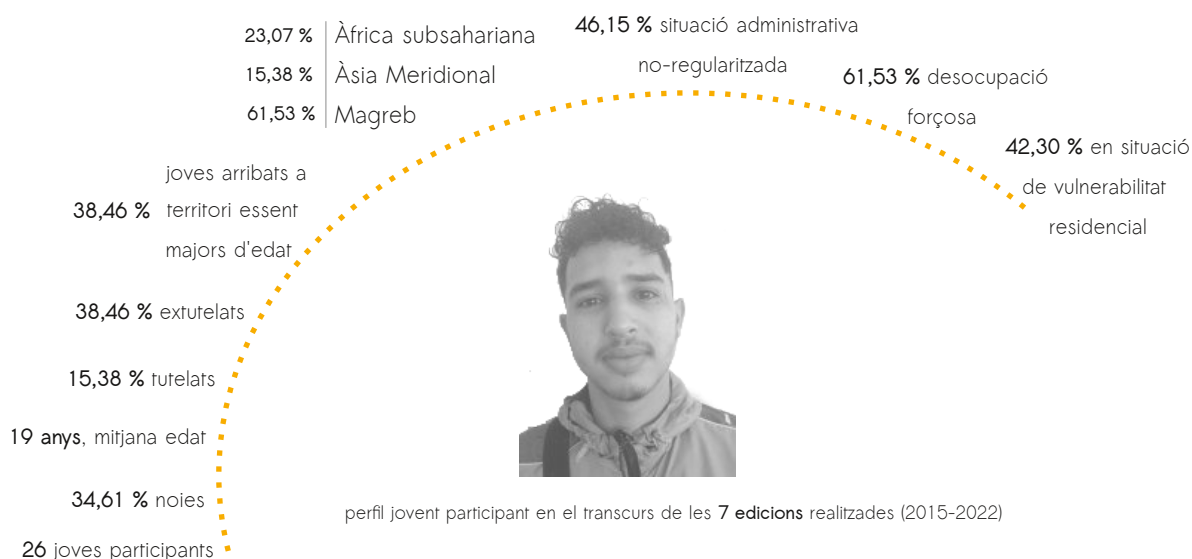 23,07 % Àfrica subsahariana
15,38 % Àsia Meridional
61,53 % Magreb
46,15 % situació administrativa
no-regularitzada
61,53 % desocupació
forçosa
42,30 % en situació
de vulnerabilitat
residencial
joves arribats a
38,46 % territori essent
majors d'edat
38,46 % extutelats
15,38 % tutelats
19 anys, mitjana edat
34,61 % noies
26 joves participants
perfil jovent participant en el transcurs de les 7 edicions realitzades (2015-2022)